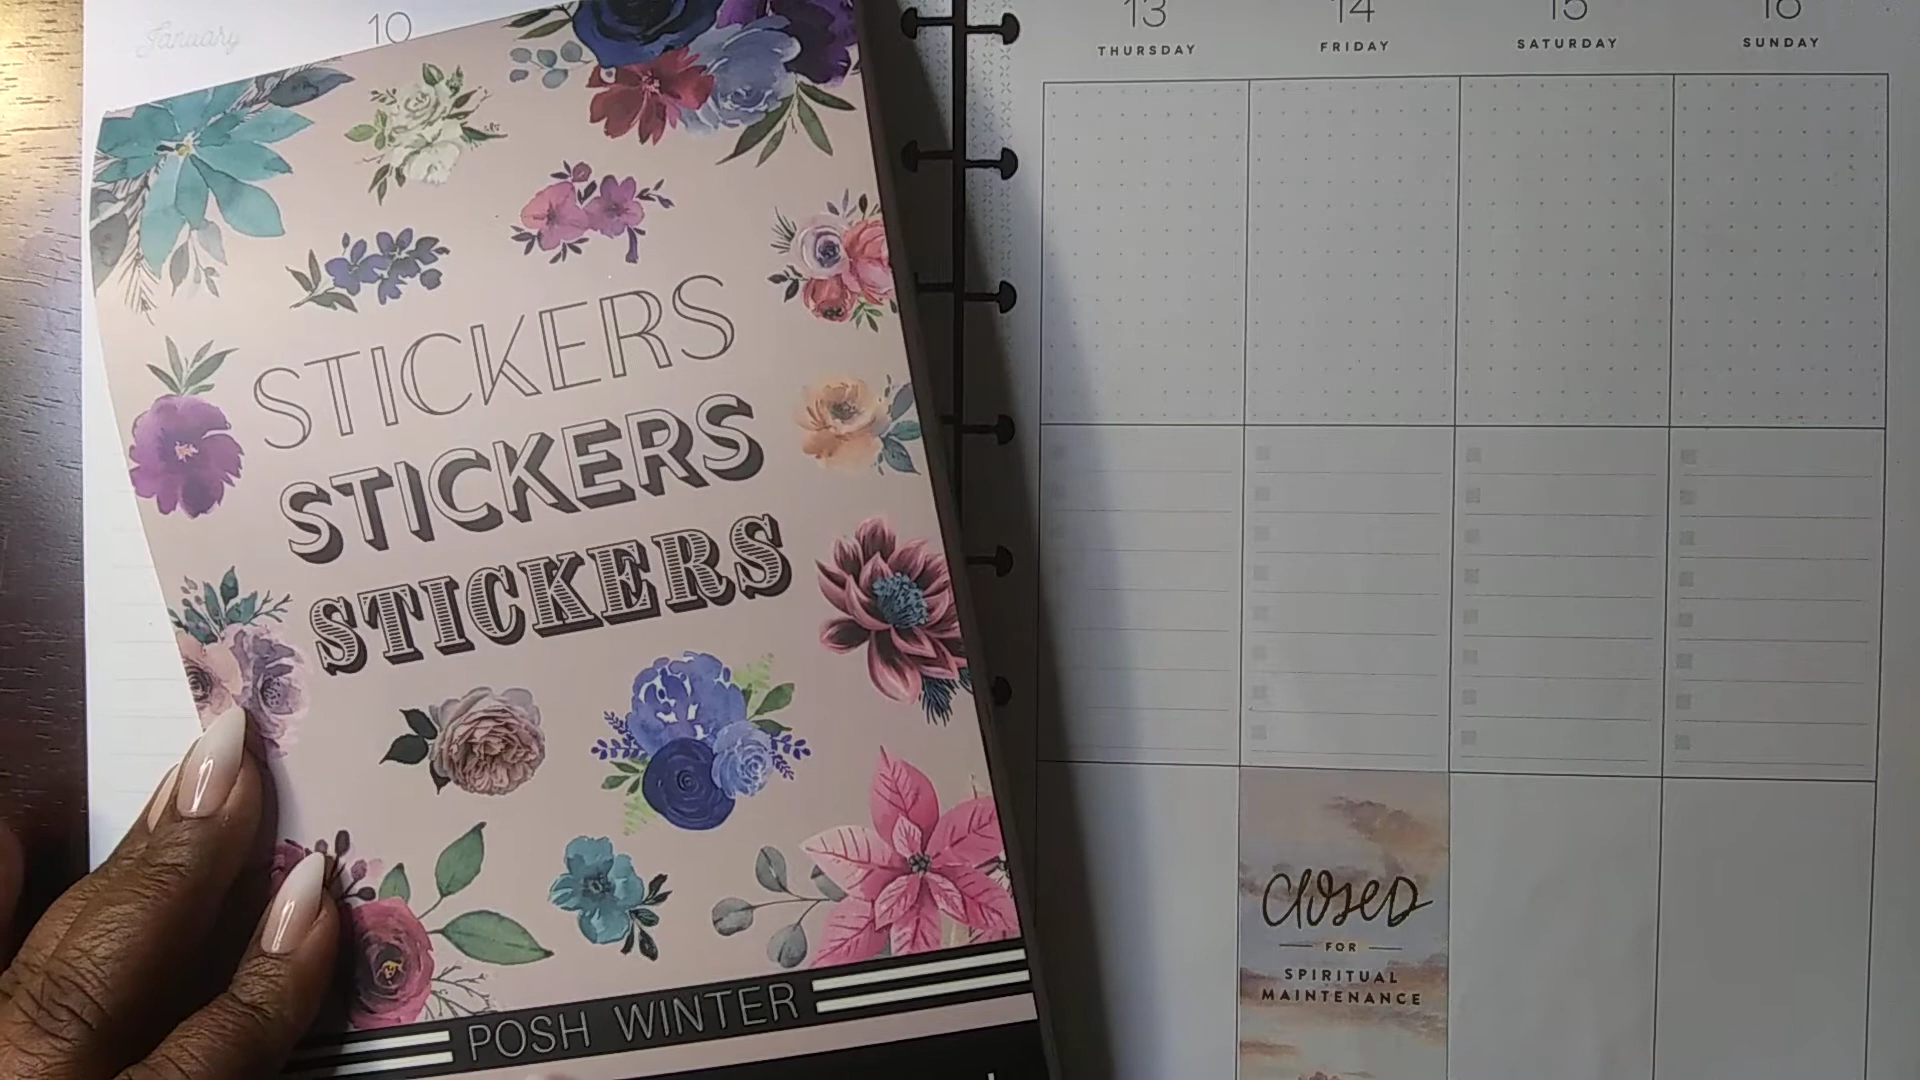 January
10
STICKERS
STICKERS
STICKERS
POSH WINTER
13
14
15
16
THURSDAY
FRIDAY
SATURDAY
SUNDAY
closed
FOR
SPIRITUAL
MAINTENANCE